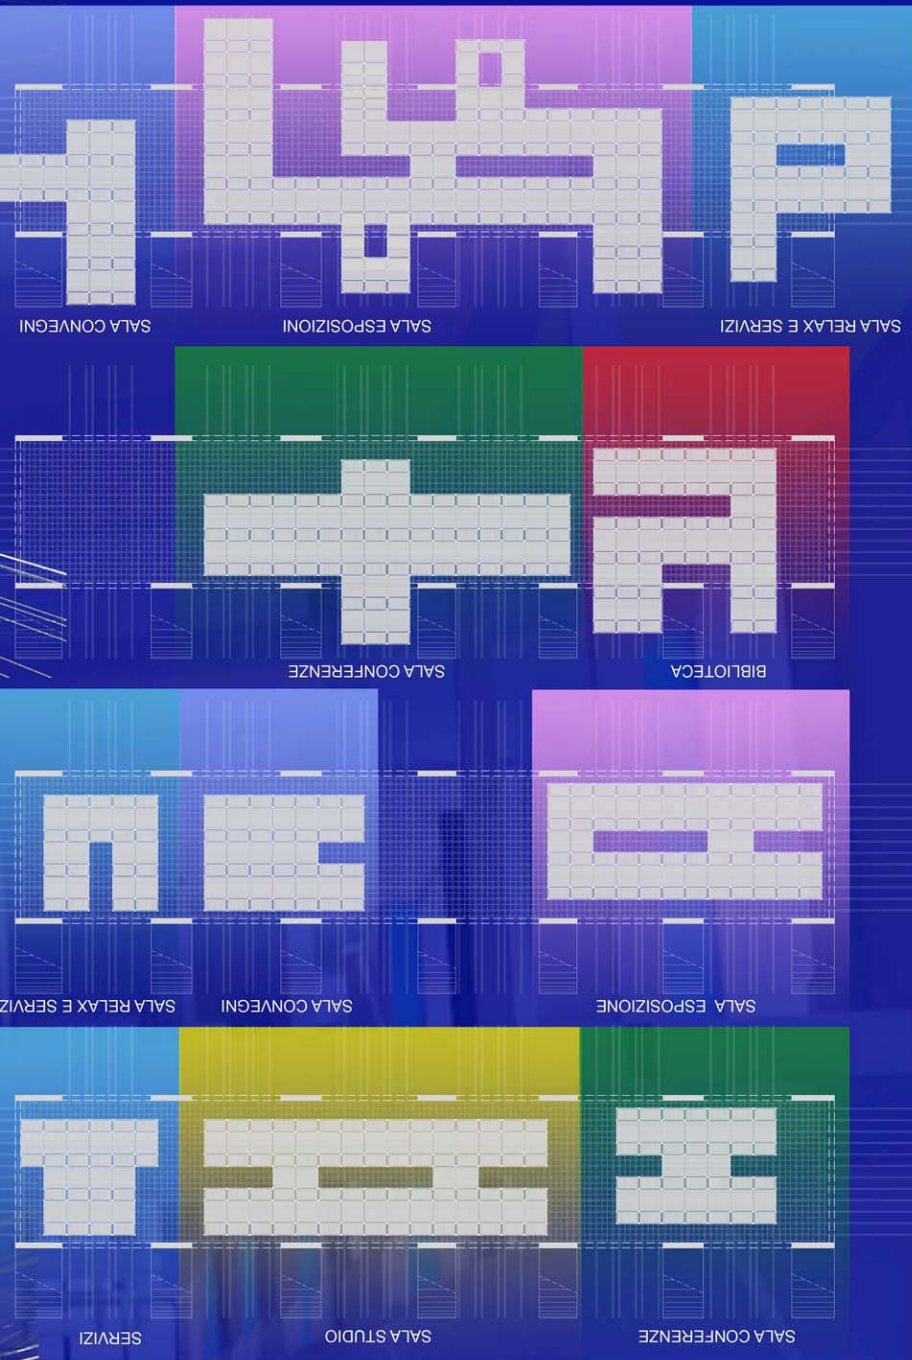 SALA CONFERENZE
SALA STUDIO
SERVIZI
SALA ESPOSIZIONE
SALA CONVEGNI
SALA RELAX E SERVIZI
BIBLIOTECA
SALA CONFERENZE
SALA RELAX E SERVIZI
SALA ESPOSIZIONI
SALA CONVEGNI